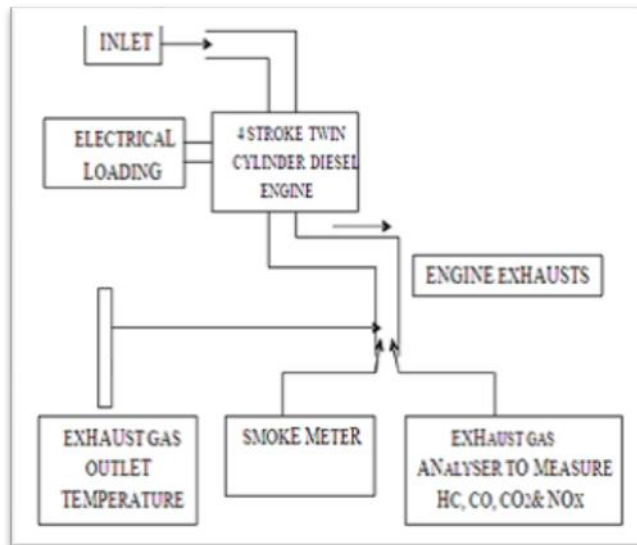 INLET
ELECTRICAL
LOADING
4 STROKE TWIN
CYLINDER DIESEL
ENGINE
ENGINE EXHAUSTS
EXHAUST GAS
OUTLET
TEMPERATURE
SMOKE METER
EXHAUST GAS
ANALYSER TO MEASURE
HC, CO, CO2& NOX